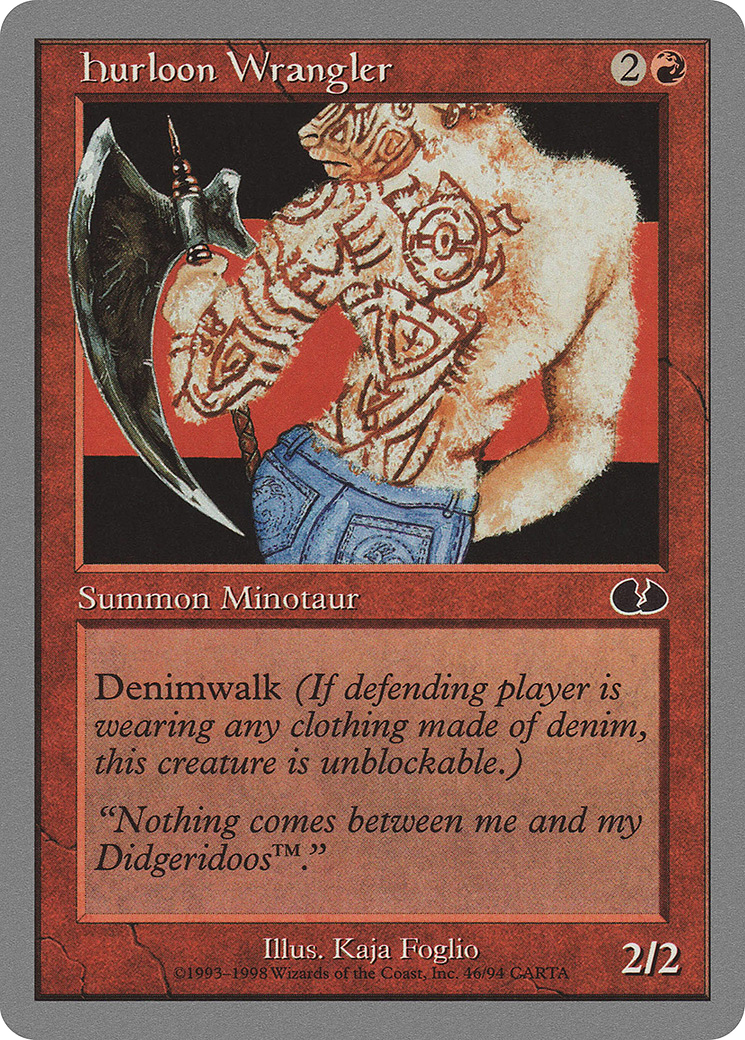 Hurloon Wrangler
2
Summon Minotaur
Denimwalk (If defending player is
wearing any clothing made of denim,
this creature is unblockable.)
“Nothing comes between me and my
Didgeridoos™.”
Illus. Kaja Foglio
©1993–1998 Wizards of the Coast, Inc. 46/94 CARTA
2/2